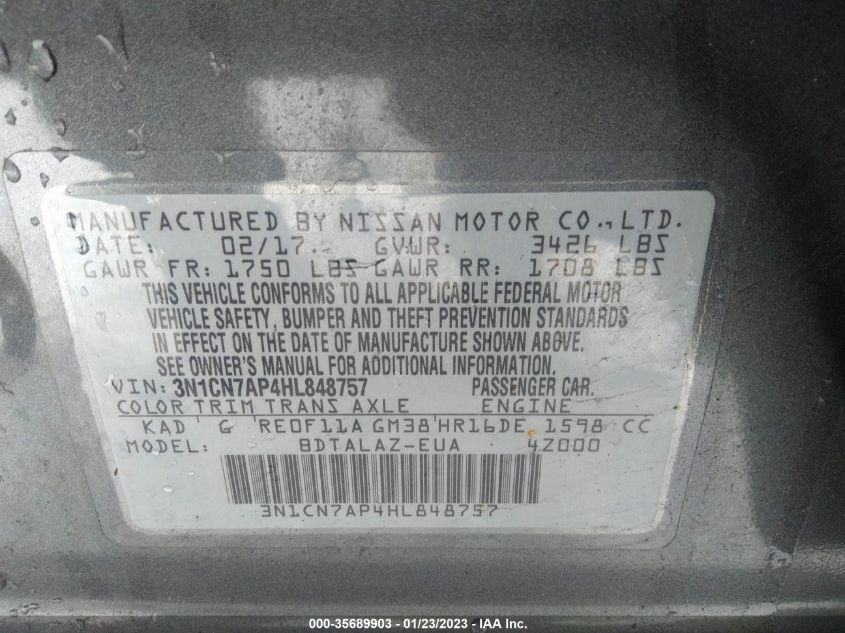 MANUFACTURED BY NISSAN MOTOR CO., LTD.
DATE: 02/17 GVWR: 3426 LBS
GAWR FR: 1750 LBS GAWR RR: 1708 LBS
THIS VEHICLE CONFORMS TO ALL APPLICABLE FEDERAL MOTOR
VEHICLE SAFETY, BUMPER AND THEFT PREVENTION STANDARDS
IN EFFECT ON THE DATE OF MANUFACTURE SHOWN ABOVE.
SEE OWNER'S MANUAL FOR ADDITIONAL INFORMATION.
VIN: 3N1CN7AP4HL848757 PASSENGER CAR.
COLOR TRIM TRANS AXLE ENGINE
KAD G RE0F11A GM38 HR16DE 1598 CC
MODEL: BDTALAZ-EUA 4Z000
3N1CN7AP4HL848757
000-35689903 - 01/23/2023 - IAA Inc.